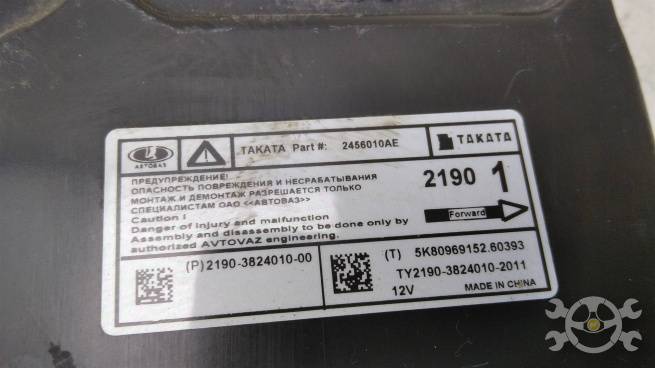 АВТОВАЗ
TAKATA Part #: 2456010AE
TAKATA
ПРЕДУПРЕЖДЕНИЕ!
ОПАСНОСТЬ ПОВРЕЖДЕНИЯ И НЕСРАБАТЫВАНИЯ
МОНТАЖ И ДЕМОНТАЖ РАЗРЕШАЕТСЯ ТОЛЬКО
СПЕЦИАЛИСТАМ ОАО <<АВТОВАЗ>>
Caution !
Danger of injury and malfunction
Assembly and disassembly to be done only by
authorized AVTOVAZ engineering.
2190 1
Forward
(P)2190-3824010-00
(T) 5K80969152.60393
TY2190-3824010-2011
12V MADE IN CHINA